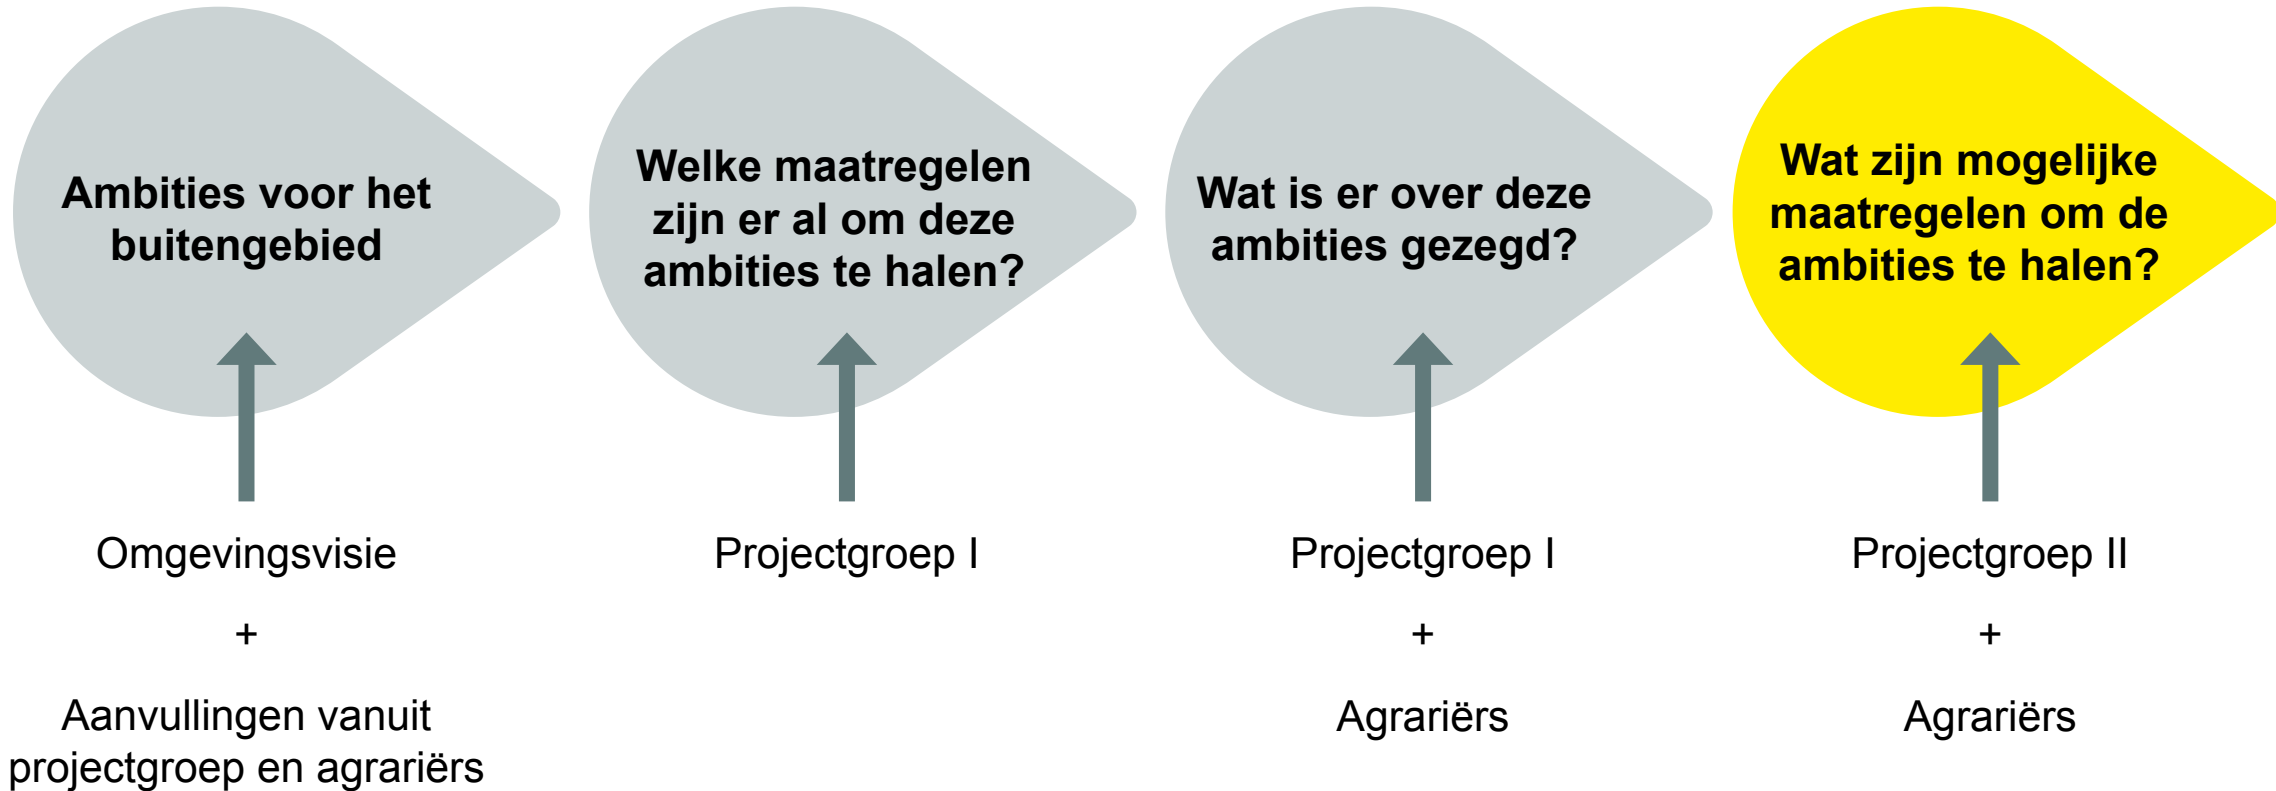 Ambities voor het
buitengebied
Omgevingsvisie
+
Aanvullingen vanuit
projectgroep en agrariërs
Welke maatregelen
zijn er al om deze
ambities te halen?
Projectgroep I
Wat is er over deze
ambities gezegd?
Projectgroep I
+
Agrariërs
Wat zijn mogelijke
maatregelen om de
ambities te halen?
Projectgroep II
+
Agrariërs